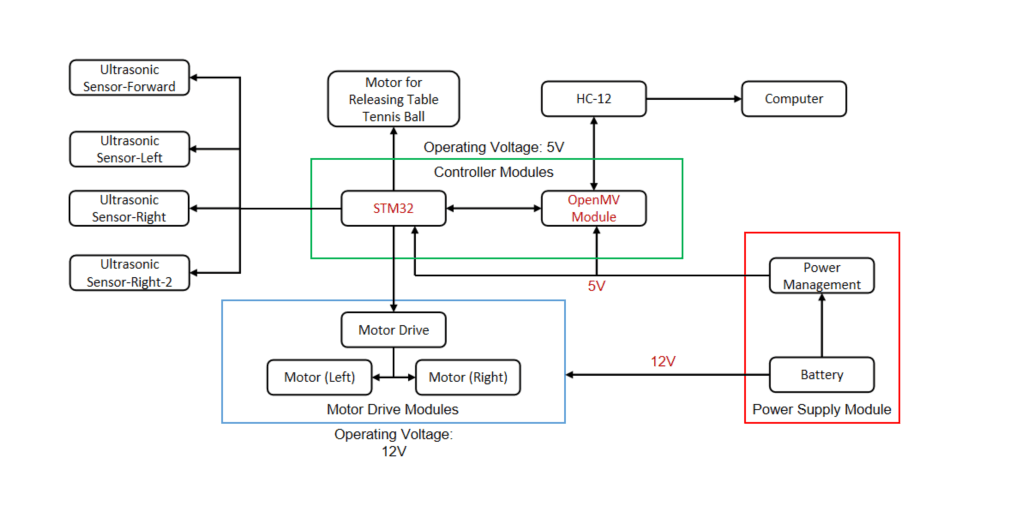 Ultrasonic
Sensor-Forward
Ultrasonic
Sensor-Left
Ultrasonic
Sensor-Right
Ultrasonic
Sensor-Right-2
Motor for
Releasing Table
Tennis Ball
HC-12
Computer
Operating Voltage: 5V
Controller Modules
STM32
OpenMV
Module
5V
Power
Management
Battery
Power Supply Module
12V
Motor Drive
Motor (Left)
Motor (Right)
Motor Drive Modules
Operating Voltage:
12V